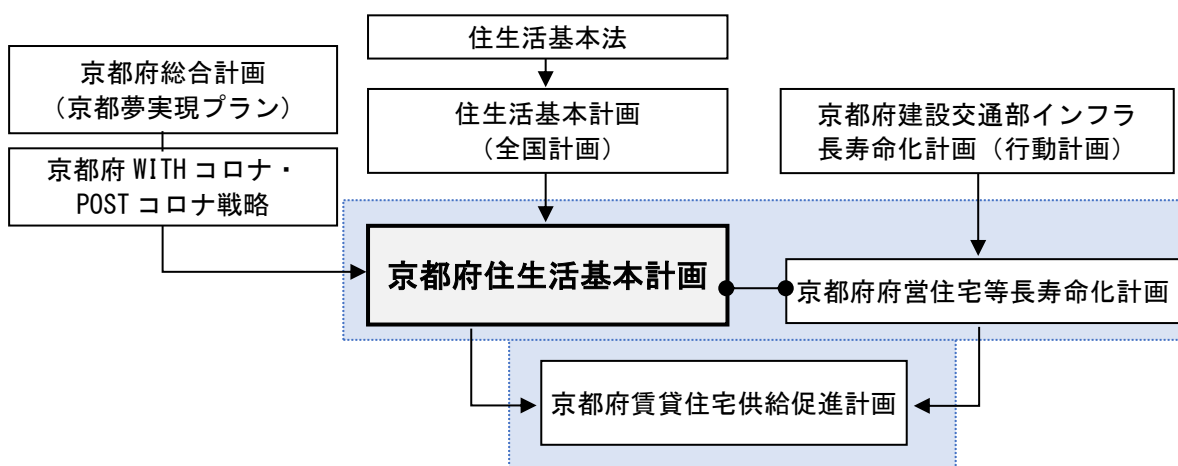 住生活基本法
京都府総合計画
（京都夢実現プラン）
住生活基本計画
（全国計画）
京都府建設交通部インフラ
長寿命化計画（行動計画）
京都府 WITH コロナ・
POST コロナ戦略
京都府住生活基本計画
京都府府営住宅等長寿命化計画
京都府賃貸住宅供給促進計画